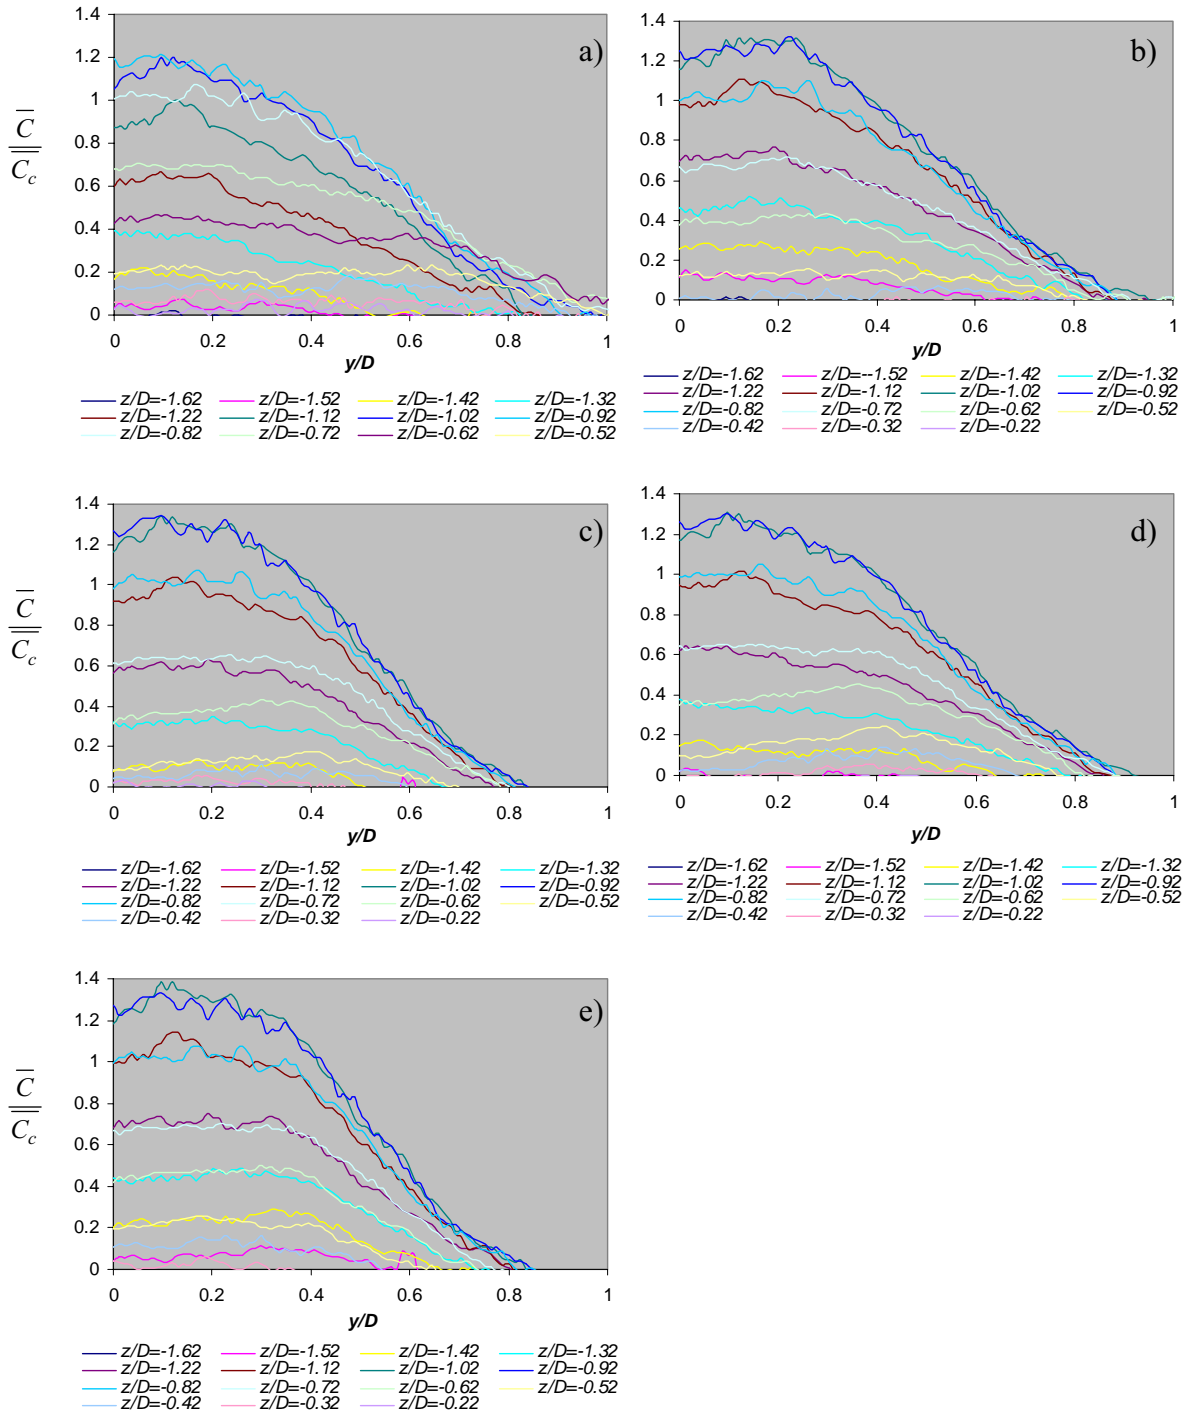 1.4
1.2
1
0.8
0.6
0.4
0.2
0
a)
C
C_c
0 0.2 0.4 0.6 0.8 1
y/D
z/D=-1.62 z/D=-1.52 z/D=-1.42 z/D=-1.32
z/D=-1.22 z/D=-1.12 z/D=-1.02 z/D=-0.92
z/D=-0.82 z/D=-0.72 z/D=-0.62 z/D=-0.52
1.4
1.2
1
0.8
0.6
0.4
0.2
0
b)
0 0.2 0.4 0.6 0.8 1
y/D
z/D=-1.62 z/D=--1.52 z/D=-1.42 z/D=-1.32
z/D=-1.22 z/D=-1.12 z/D=-1.02 z/D=-0.92
z/D=-0.82 z/D=-0.72 z/D=-0.62 z/D=-0.52
z/D=-0.42 z/D=-0.32 z/D=-0.22
1.4
1.2
1
0.8
0.6
0.4
0.2
0
c)
C
C_c
0 0.2 0.4 0.6 0.8 1
y/D
z/D=-1.62 z/D=-1.52 z/D=-1.42 z/D=-1.32
z/D=-1.22 z/D=-1.12 z/D=-1.02 z/D=-0.92
z/D=-0.82 z/D=-0.72 z/D=-0.62 z/D=-0.52
z/D=-0.42 z/D=-0.32 z/D=-0.22
1.4
1.2
1
0.8
0.6
0.4
0.2
0
d)
0 0.2 0.4 0.6 0.8 1
y/D
z/D=-1.62 z/D=-1.52 z/D=-1.42 z/D=-1.32
z/D=-1.22 z/D=-1.12 z/D=-1.02 z/D=-0.92
z/D=-0.82 z/D=-0.72 z/D=-0.62 z/D=-0.52
z/D=-0.42 z/D=-0.32 z/D=-0.22
1.4
1.2
1
0.8
0.6
0.4
0.2
0
e)
C
C_c
0 0.2 0.4 0.6 0.8 1
y/D
z/D=-1.62 z/D=-1.52 z/D=-1.42 z/D=-1.32
z/D=-1.22 z/D=-1.12 z/D=-1.02 z/D=-0.92
z/D=-0.82 z/D=-0.72 z/D=-0.62 z/D=-0.52
z/D=-0.42 z/D=-0.32 z/D=-0.22